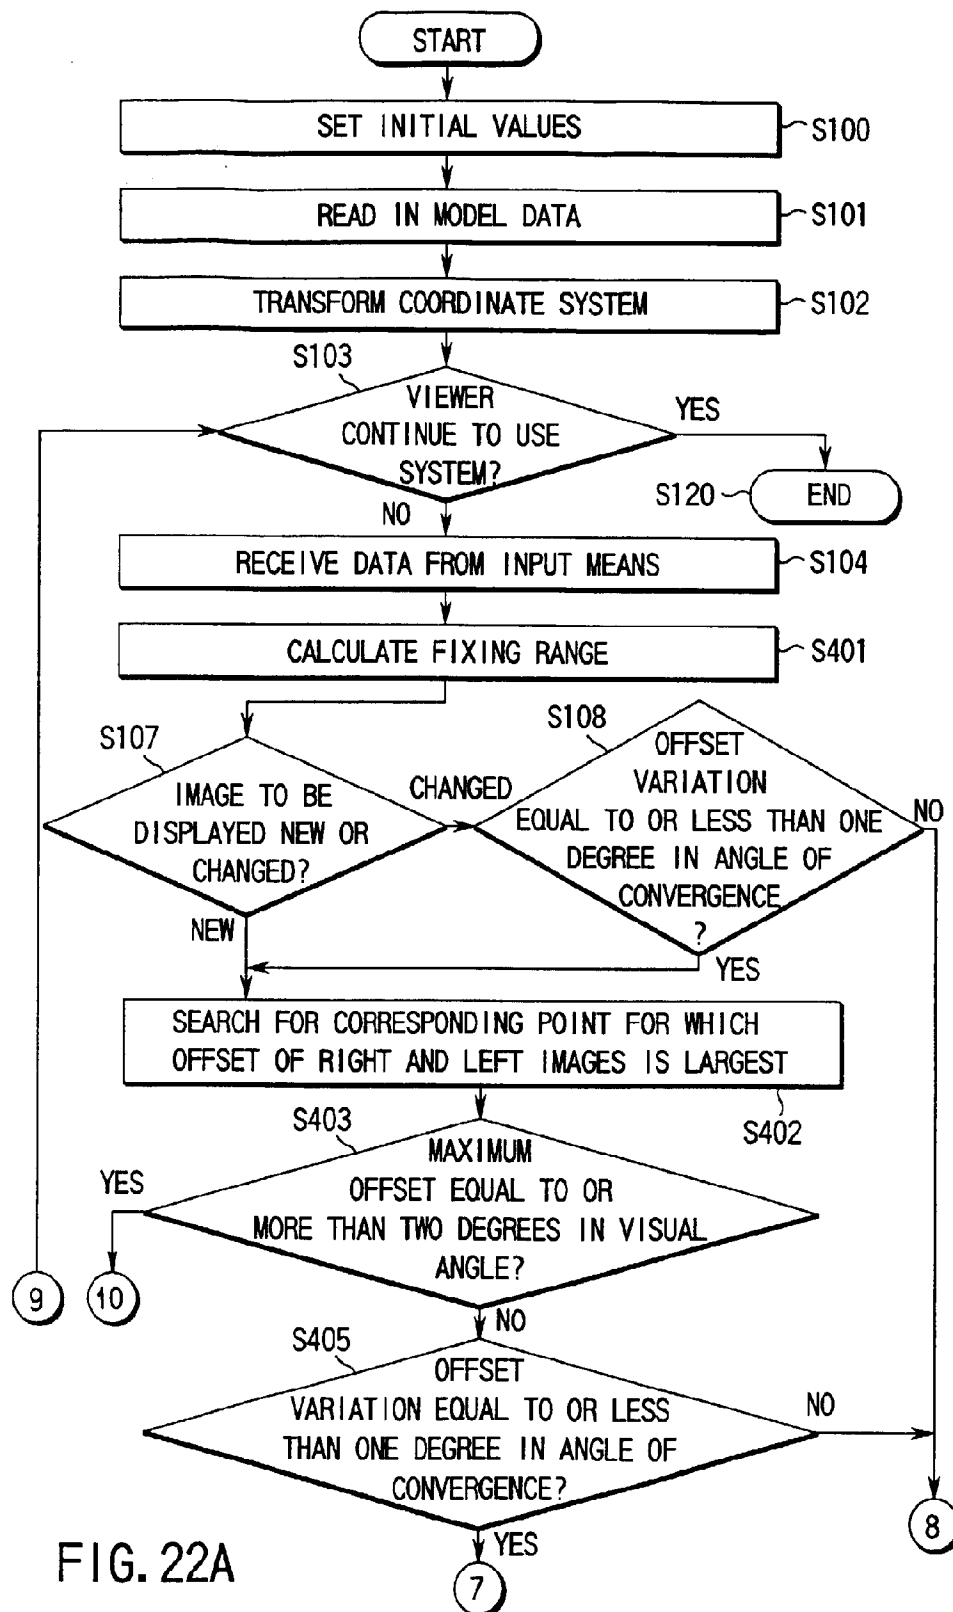 START
SET INITIAL VALUES
S100
READ IN MODEL DATA
S101
TRANSFORM COORDINATE SYSTEM
S102
S103
VIEWER
CONTINUE TO USE
SYSTEM?
YES
S120
END
NO
RECEIVE DATA FROM INPUT MEANS
S104
CALCULATE FIXING RANGE
S401
S107
IMAGE TO BE
DISPLAYED NEW OR
CHANGED?
CHANGED
S108
OFFSET
VARIATION
EQUAL TO OR LESS THAN ONE
DEGREE IN ANGLE OF
CONVERGENCE
?
NO
NEW
YES
SEARCH FOR CORRESPONDING POINT FOR WHICH
OFFSET OF RIGHT AND LEFT IMAGES IS LARGEST
S402
S403
MAXIMUM
OFFSET EQUAL TO OR
MORE THAN TWO DEGREES IN VISUAL
ANGLE?
YES
9
10
NO
S405
OFFSET
VARIATION EQUAL TO OR LESS
THAN ONE DEGREE IN ANGLE OF
CONVERGENCE?
NO
8
YES
7
FIG. 22A